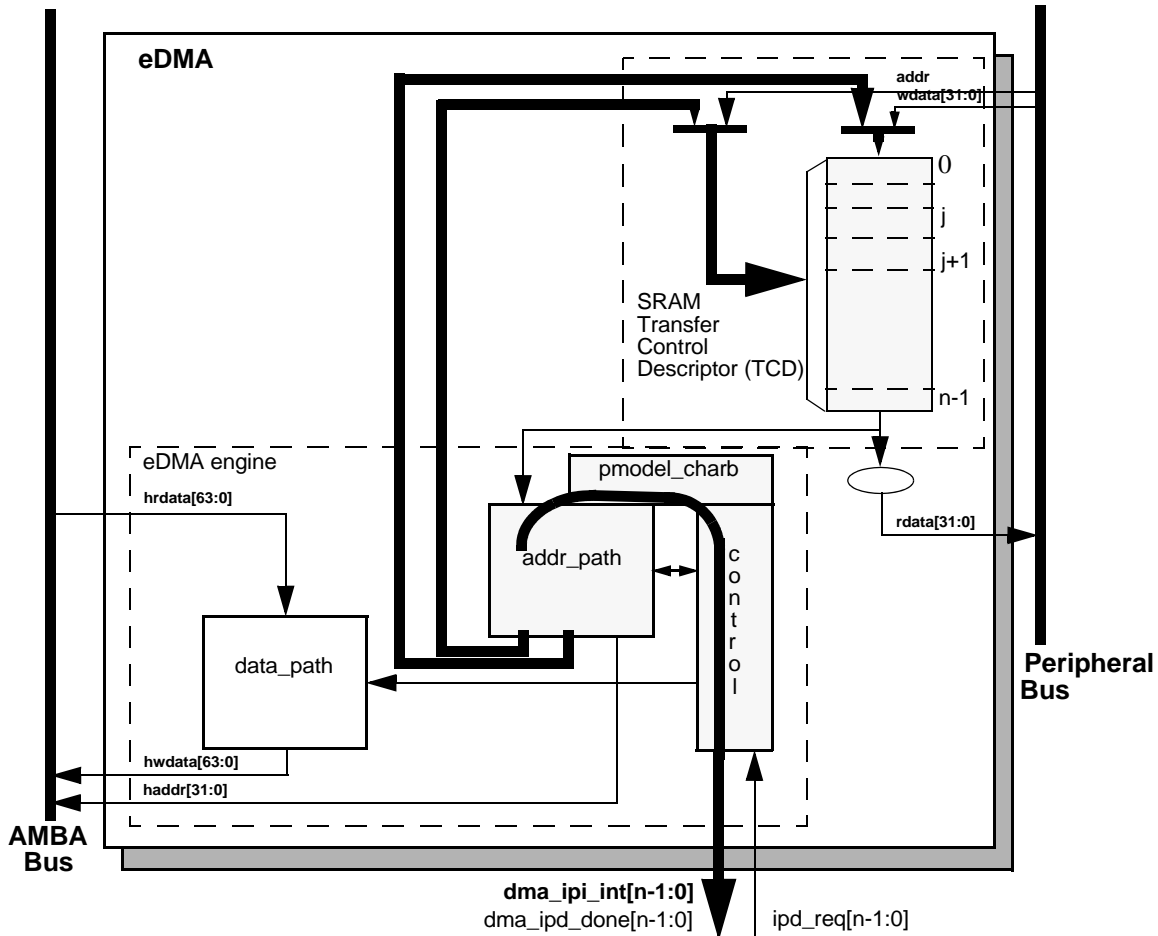 eDMA
addr
wdata[31:0]
0
j
j+1
SRAM
Transfer
Control
Descriptor (TCD)
n-1
eDMA engine
pmodel_charb
hrdata[63:0]
rdata[31:0]
addr_path
control
data_path
Peripheral
Bus
hwdata[63:0]
haddr[31:0]
AMBA
Bus
dma_ipi_int[n-1:0]
dma_ipd_done[n-1:0]
ipd_req[n-1:0]